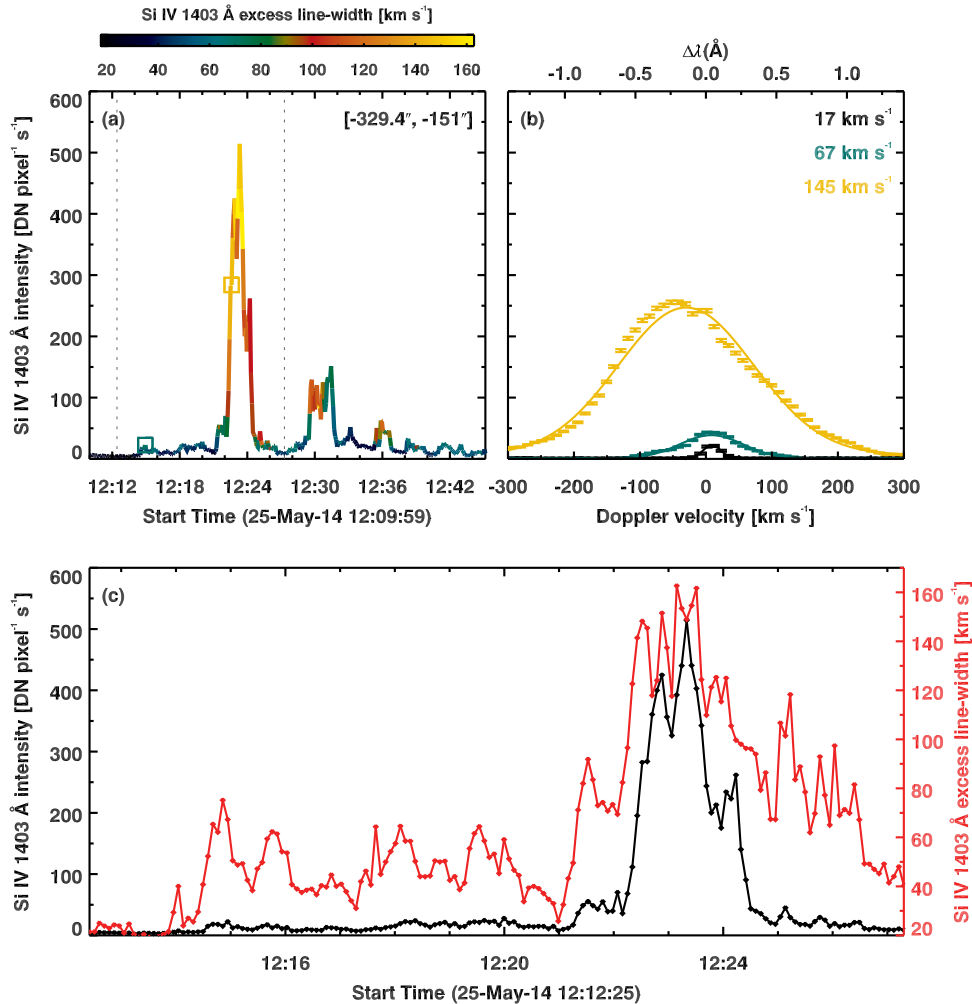 Si IV 1403 Å excess line-width [km s⁻¹]
20 40 60 80 100 120 140 160
Δλ(Å)
-1.0 -0.5 0.0 0.5 1.0
600
500
400
300
200
100
0
Si IV 1403 Å intensity [DN pixel⁻¹ s⁻¹]
(a)
[-329.4″, -151″]
12:12 12:18 12:24 12:30 12:36 12:42
Start Time (25-May-14 12:09:59)
(b)
17 km s⁻¹
67 km s⁻¹
145 km s⁻¹
-300 -200 -100 0 100 200 300
Doppler velocity [km s⁻¹]
600
500
400
300
200
100
0
Si IV 1403 Å intensity [DN pixel⁻¹ s⁻¹]
(c)
160
140
120
100
80
60
40
20
Si IV 1403 Å excess line-width [km s⁻¹]
12:16 12:20 12:24
Start Time (25-May-14 12:12:25)